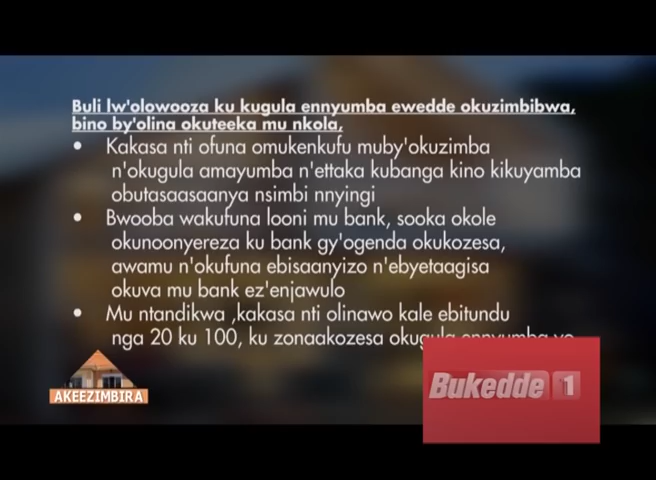 Buli lw'olowooza ku kugula ennyumba ewedde okuzimbibwa,
bino by'olina okuteeka mu nkola,
• Kakasa nti ofuna omukenkufu muby'okuzimba
n'okugula amayumba n'ettaka kubanga kino kikuyamba
obutasaasaanya nsimbi nnyingi
• Bwooba wakufuna looni mu bank, sooka okole
okunoonyereza ku bank gy'ogenda okukozesa,
awamu n'okufuna ebisaanyizo n'ebyetaagisa
okuva mu bank ez'enjawulo
• Mu ntandikwa ,kakasa nti olinawo kale ebitundu
nga 20 ku 100, ku zonaakozesa okugula ennyumba yo
AKEEZIMBIRA
Bukedde 1